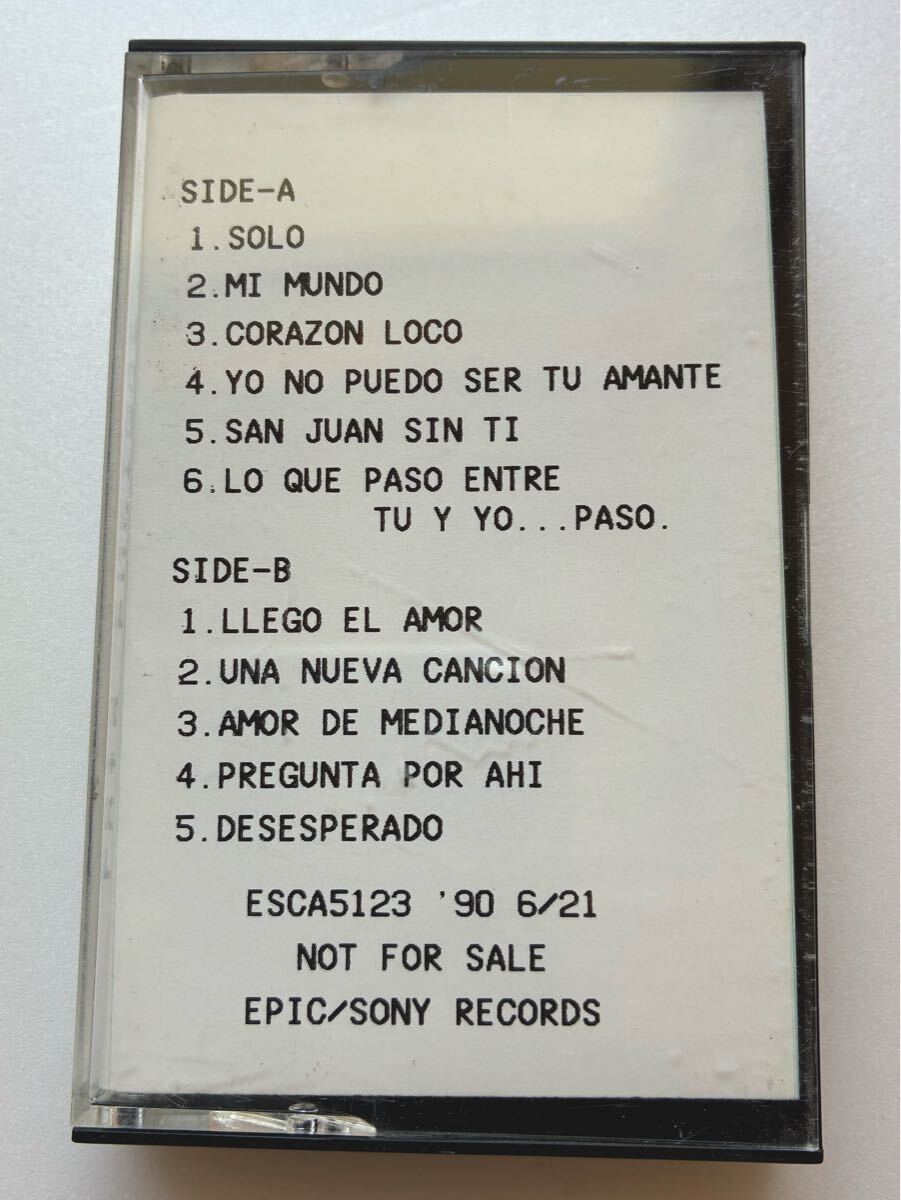 SIDE-A
1.SOLO
2.MI MUNDO
3.CORAZON LOCO
4.YO NO PUEDO SER TU AMANTE
5.SAN JUAN SIN TI
6.LO QUE PASO ENTRE
TU Y YO...PASO.
SIDE-B
1.LLEGO EL AMOR
2.UNA NUEVA CANCION
3.AMOR DE MEDIANOCHE
4.PREGUNTA POR AHI
5.DESESPERADO
ESCA5123 '90 6/21
NOT FOR SALE
EPIC/SONY RECORDS